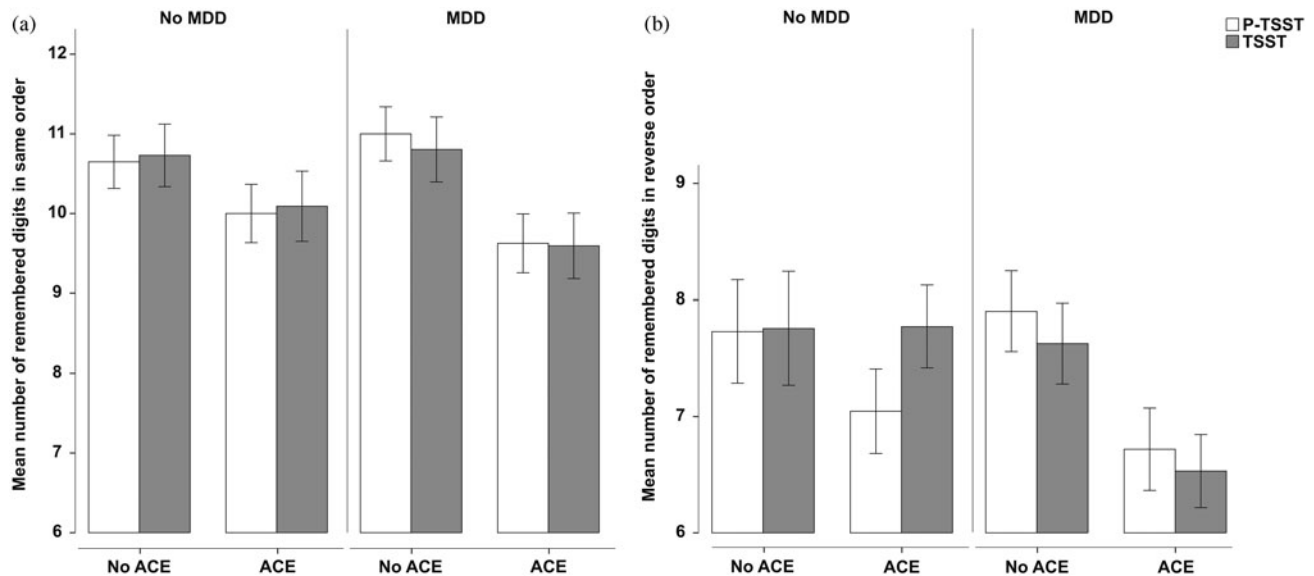 (a)
No MDD
MDD
Mean number of remembered digits in same order
12
11
10
9
8
7
6
No ACE
ACE
No ACE
ACE
(b)
No MDD
MDD
P-TSST
TSST
Mean number of remembered digits in reverse order
9
8
7
6
No ACE
ACE
No ACE
ACE